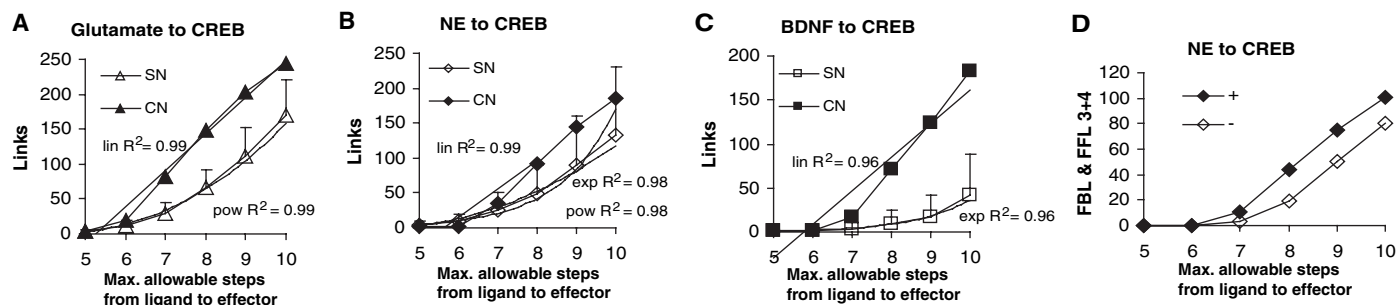 A
Glutamate to CREB
250
200
150
100
50
0
Links
SN
CN
lin R²= 0.99
pow R²= 0.99
5 6 7 8 9 10
Max. allowable steps
from ligand to effector
B
NE to CREB
250
200
150
100
50
0
Links
SN
CN
lin R²= 0.99
exp R²= 0.98
pow R²= 0.98
5 6 7 8 9 10
Max. allowable steps
from ligand to effector
C
BDNF to CREB
200
150
100
50
0
Links
SN
CN
lin R²= 0.96
exp R²= 0.96
5 6 7 8 9 10
Max. allowable steps
from ligand to effector
D
NE to CREB
120
100
80
60
40
20
0
FBL & FFL 3+4
+
-
5 6 7 8 9 10
Max. allowable steps
from ligand to effector